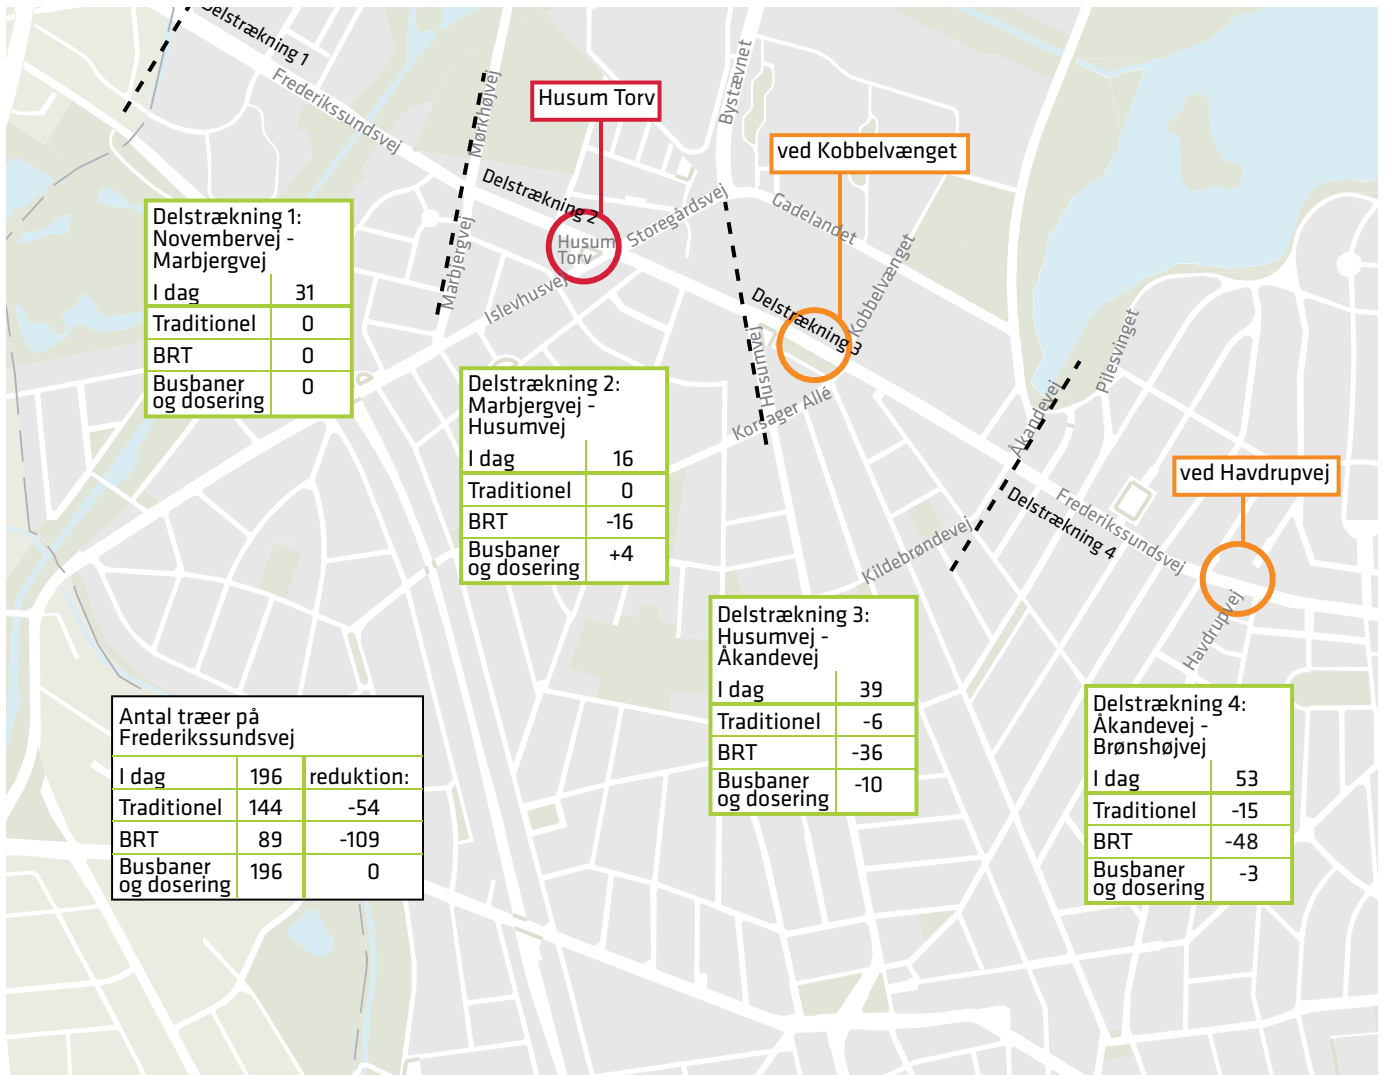 Delstrækning 1
Frederikssundsvej
Mørkhøjvej
Husum Torv
Bystævnet
ved Kobbelvænget
Delstrækning 2
Storegårdsvej
Gadelandet
Husum
Torv
Marbjergvej
Islevhusvej
Kobbelvænget
Delstrækning 3
Husumvej
Korsager Allé
Pilesvinget
Åkandevej
ved Havdrupvej
Delstrækning 4
Frederikssundsvej
Kildebrøndevej
Havdrupvej
Delstrækning 1:
Novembervej -
Marbjergvej
I dag 31
Traditionel 0
BRT 0
Busbaner
og dosering 0
Delstrækning 2:
Marbjergvej -
Husumvej
I dag 16
Traditionel 0
BRT -16
Busbaner
og dosering +4
Delstrækning 3:
Husumvej -
Åkandevej
I dag 39
Traditionel -6
BRT -36
Busbaner
og dosering -10
Delstrækning 4:
Åkandevej -
Brønshøjvej
I dag 53
Traditionel -15
BRT -48
Busbaner
og dosering -3
Antal træer på
Frederikssundsvej
I dag 196 reduktion:
Traditionel 144 -54
BRT 89 -109
Busbaner
og dosering 196 0